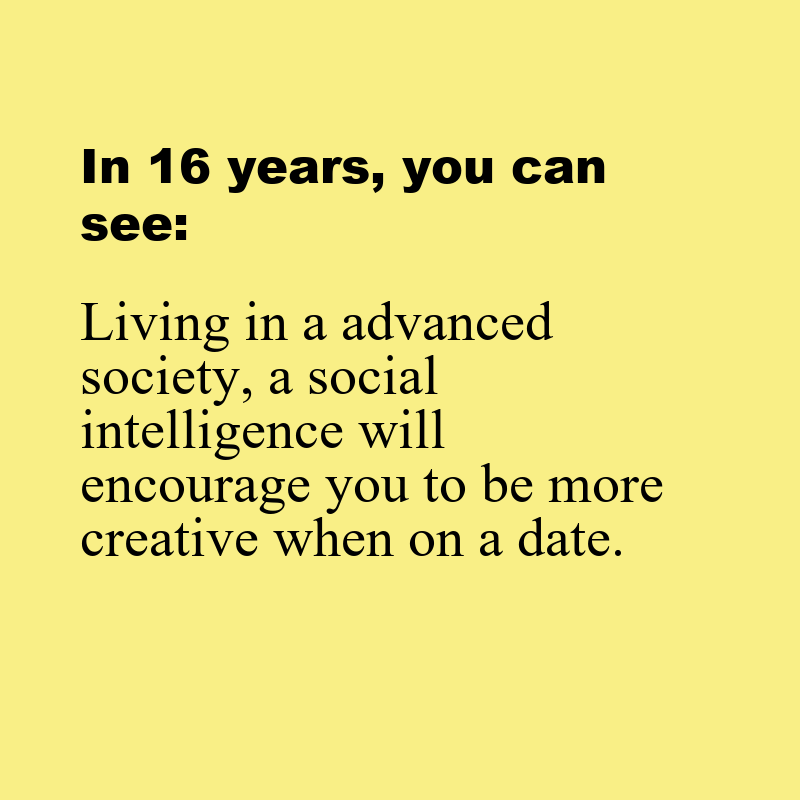 In 16 years, you can
see:
Living in a advanced
society, a social
intelligence will
encourage you to be more
creative when on a date.